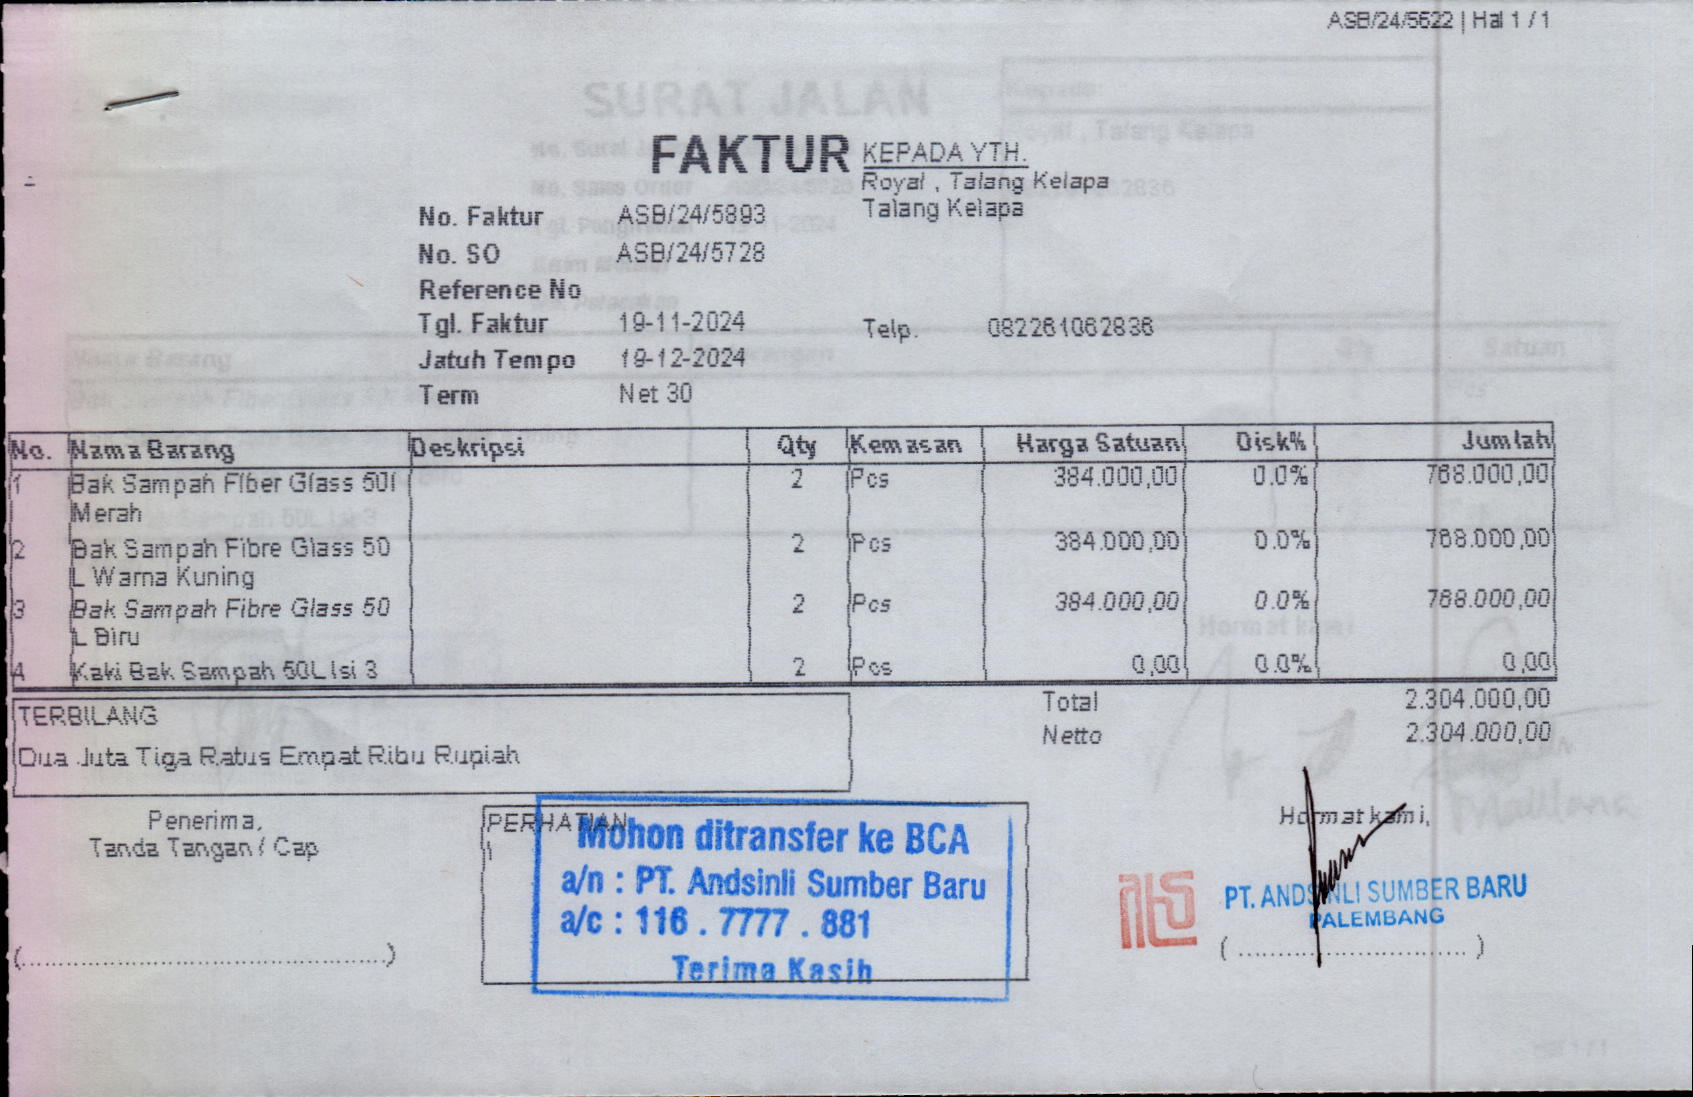 ASB/24/5622 | Hal 1 / 1
SURAT JALAN
FAKTUR
KEPADA YTH.
Royal , Talang Kelapa
Talang Kelapa
No. Faktur ASB/24/5893
No. SO ASB/24/5728
Reference No
Tgl. Faktur 19-11-2024
Telp. 082261062836
Jatuh Tempo 19-12-2024
Term Net 30
No. Nama Barang Deskripsi Qty Kemasan Harga Satuan Disk% Jumlah
1 Bak Sampah Fiber Glass 50l 2 Pcs 384.000,00 0.0% 768.000,00
Merah
2 Bak Sampah Fibre Glass 50 2 Pcs 384.000,00 0.0% 768.000,00
L Warna Kuning
3 Bak Sampah Fibre Glass 50 2 Pcs 384.000,00 0.0% 768.000,00
L Biru
4 Kaki Bak Sampah 50L Isi 3 2 Pcs 0,00 0.0% 0,00
Total 2.304.000,00
Netto 2.304.000,00
TERBILANG
Dua Juta Tiga Ratus Empat Ribu Rupiah
Penerima,
Tanda Tangan / Cap
(................................................)
PERHATIAN
Mohon ditransfer ke BCA
a/n : PT. Andsinli Sumber Baru
a/c : 116 . 7777 . 881
Terima Kasih
Hormat kami,
PT. ANDSINLI SUMBER BARU
PALEMBANG
( .............................. )